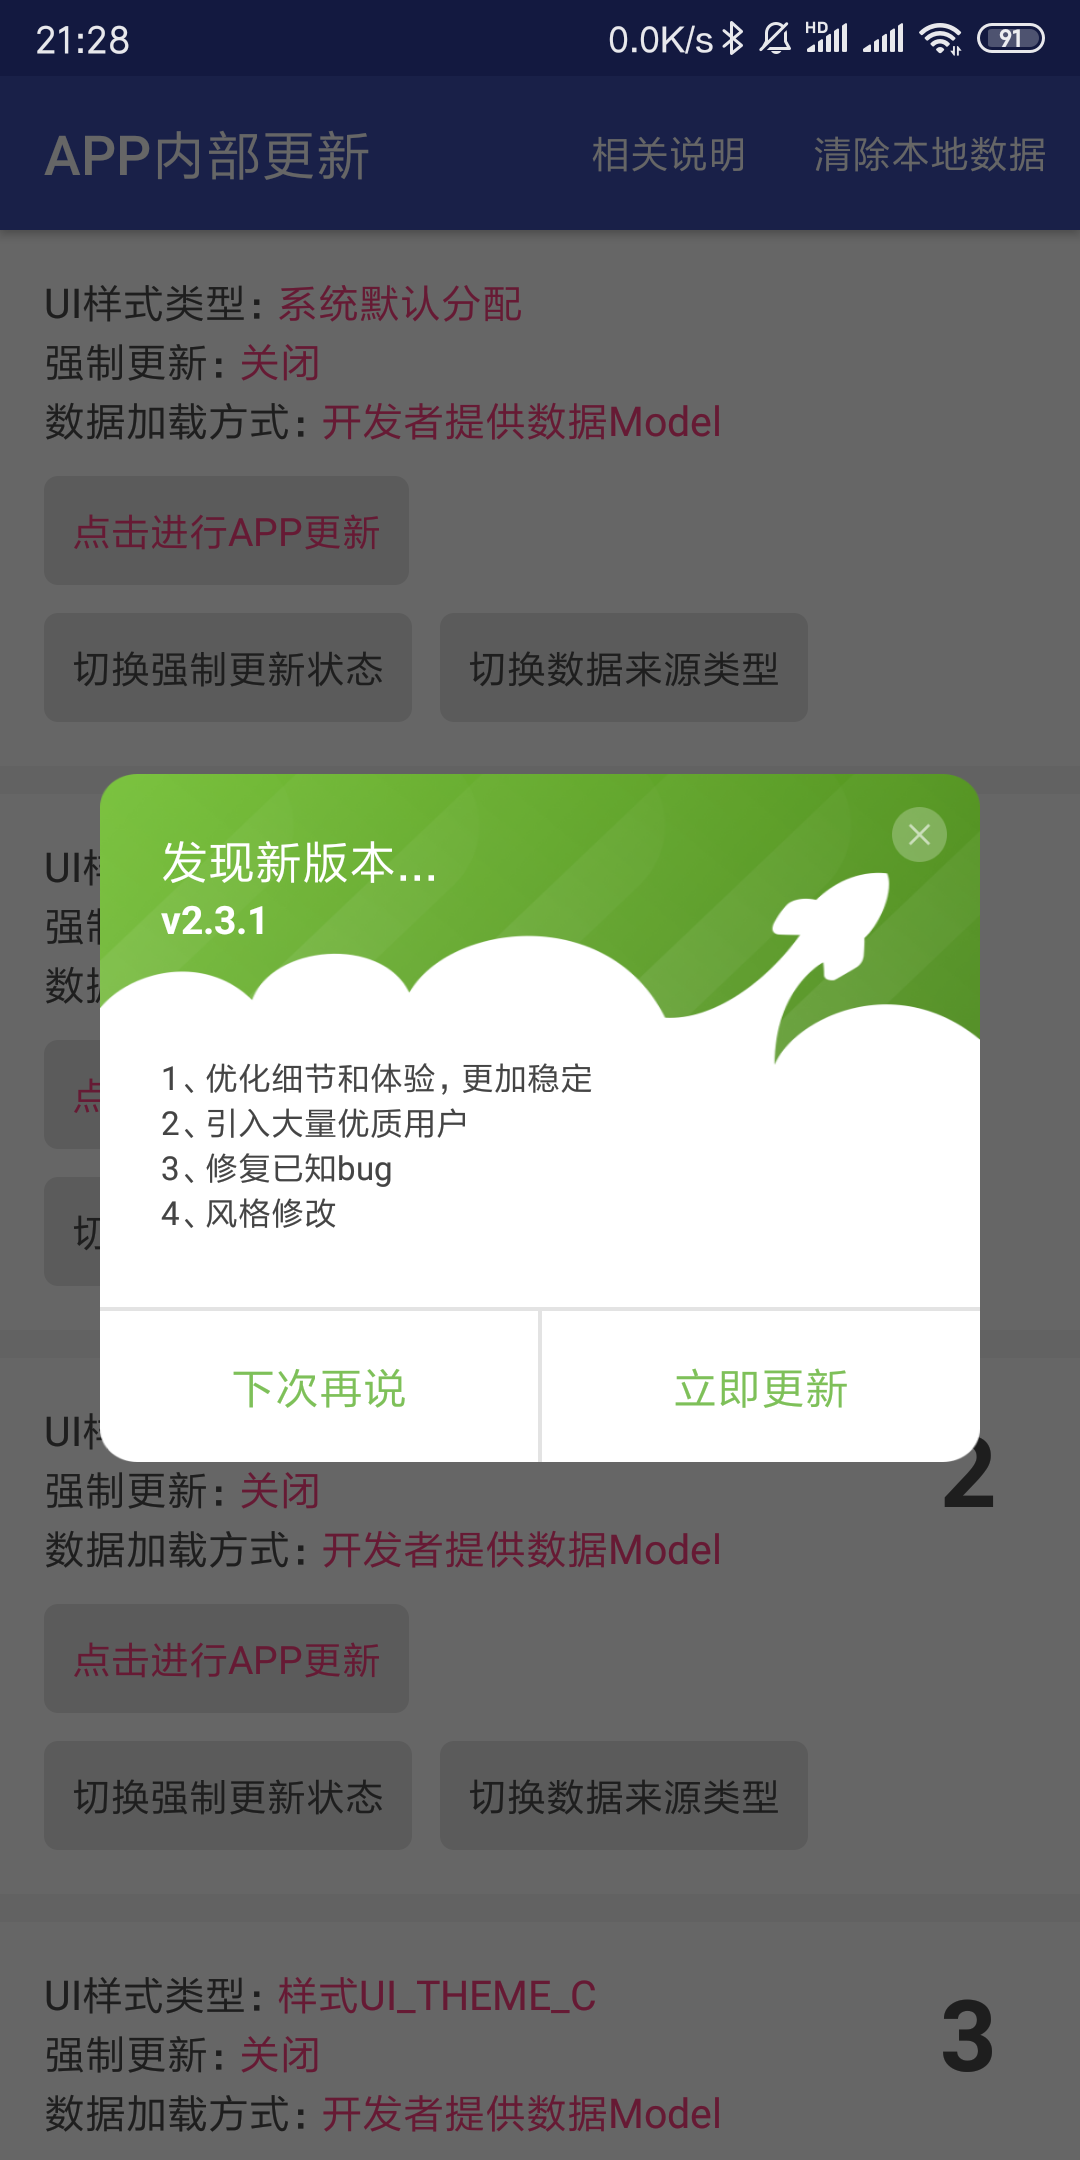 21:28
0.0K/s
HD
91
APP内部更新
相关说明
清除本地数据
UI样式类型：系统默认分配
强制更新：关闭
数据加载方式：开发者提供数据Model
点击进行APP更新
切换强制更新状态
切换数据来源类型
发现新版本...
v2.3.1
1、优化细节和体验，更加稳定
2、引入大量优质用户
3、修复已知bug
4、风格修改
下次再说
立即更新
UI
2
强制更新：关闭
数据加载方式：开发者提供数据Model
点击进行APP更新
切换强制更新状态
切换数据来源类型
UI样式类型：样式UI_THEME_C
3
强制更新：关闭
数据加载方式：开发者提供数据Model